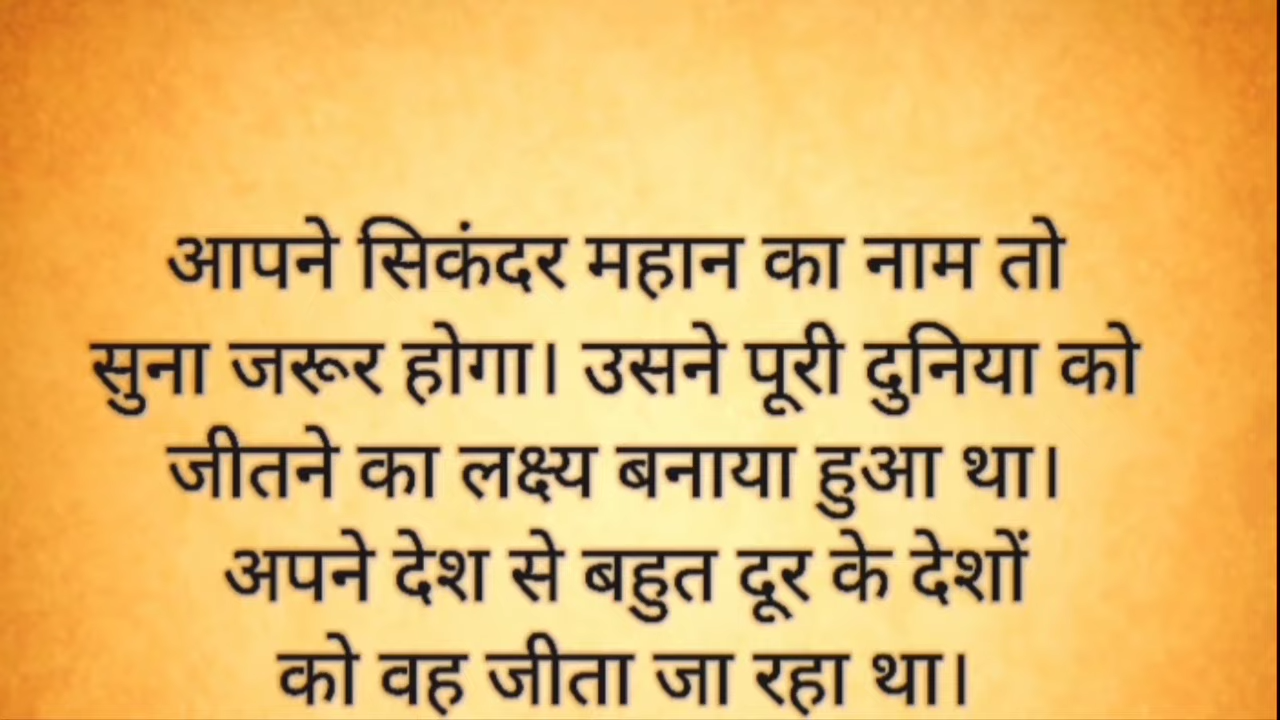 आपने सिकंदर महान का नाम तो
सुना जरूर होगा। उसने पूरी दुनिया को
जीतने का लक्ष्य बनाया हुआ था।
अपने देश से बहुत दूर के देशों
को वह जीता जा रहा था।